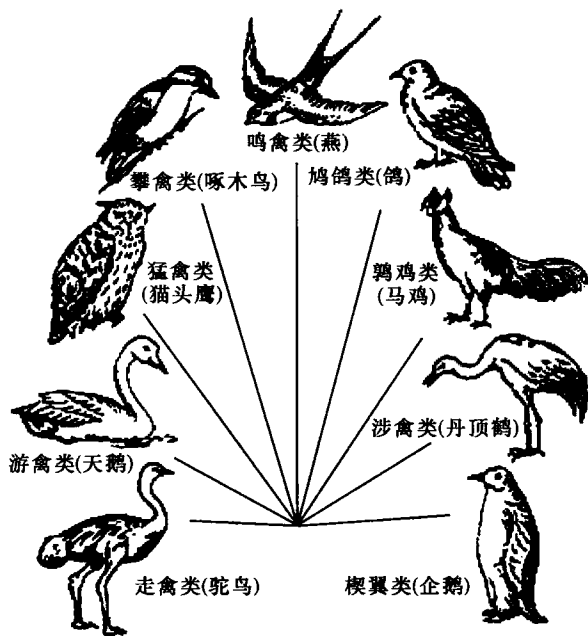 鸣禽类(燕)
攀禽类(啄木鸟)
鸠鸽类(鸽)
猛禽类
(猫头鹰)
鹑鸡类
(马鸡)
涉禽类(丹顶鹤)
游禽类(天鹅)
走禽类(鸵鸟)
楔翼类(企鹅)